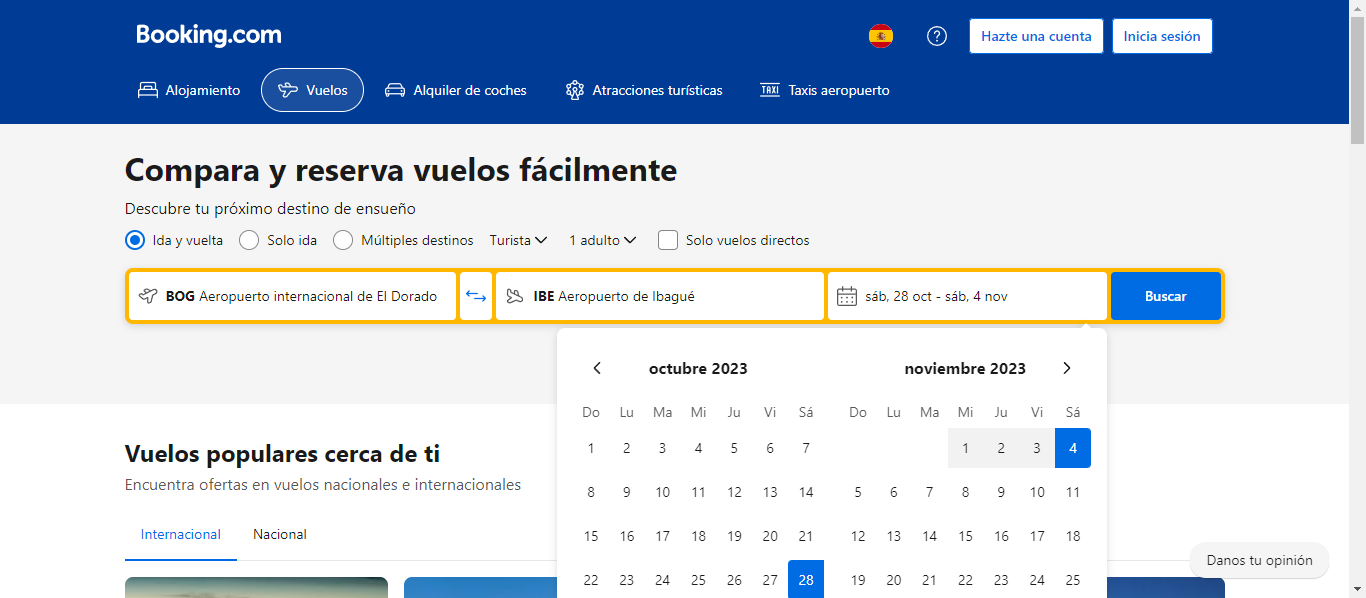 Booking.com
?
Hazte una cuenta
Inicia sesión
Alojamiento
Vuelos
Alquiler de coches
Atracciones turísticas
TAXI Taxis aeropuerto
Compara y reserva vuelos fácilmente
Descubre tu próximo destino de ensueño
Ida y vuelta Solo ida Múltiples destinos Turista 1 adulto Solo vuelos directos
BOG Aeropuerto internacional de El Dorado
IBE Aeropuerto de Ibagué
sáb, 28 oct - sáb, 4 nov
Buscar
octubre 2023
Do Lu Ma Mi Ju Vi Sá
1 2 3 4 5 6 7
8 9 10 11 12 13 14
15 16 17 18 19 20 21
22 23 24 25 26 27 28
noviembre 2023
Do Lu Ma Mi Ju Vi Sá
1 2 3 4
5 6 7 8 9 10 11
12 13 14 15 16 17 18
19 20 21 22 23 24 25
Vuelos populares cerca de ti
Encuentra ofertas en vuelos nacionales e internacionales
Internacional Nacional
Danos tu opinión